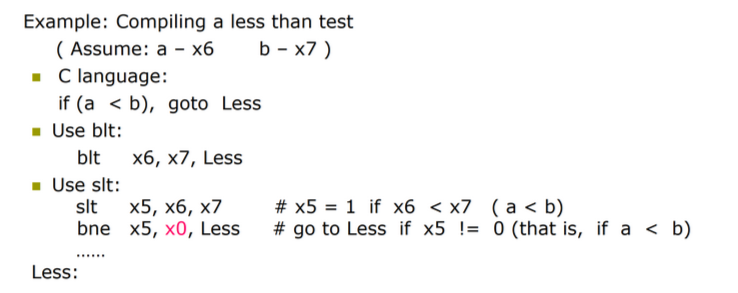 Example: Compiling a less than test
( Assume: a – x6 b – x7 )
▪ C language:
if (a < b), goto Less
▪ Use blt:
blt x6, x7, Less
▪ Use slt:
slt x5, x6, x7 # x5 = 1 if x6 < x7 ( a < b)
bne x5, x0, Less # go to Less if x5 != 0 (that is, if a < b)
......
Less: